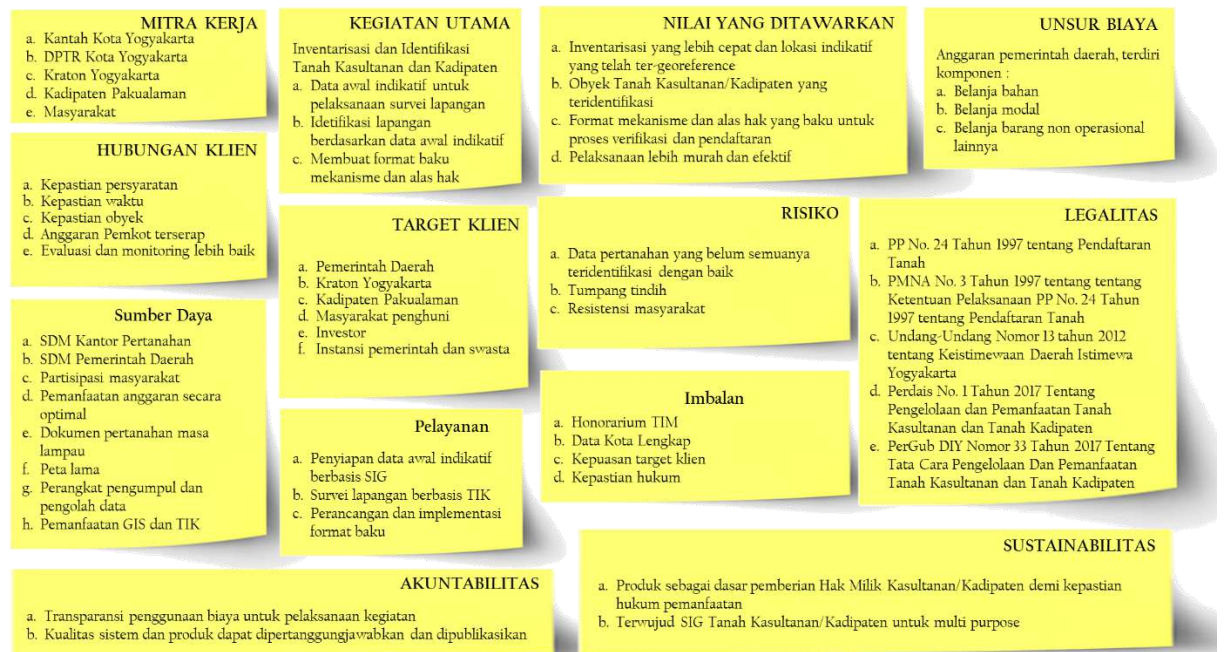 MITRA KERJA
a. Kantah Kota Yogyakarta
b. DPTR Kota Yogyakarta
c. Kraton Yogyakarta
d. Kadipaten Pakualaman
e. Masyarakat
KEGIATAN UTAMA
Inventarisasi dan Identifikasi
Tanah Kasultanan dan Kadipaten
a. Data awal indikatif untuk
pelaksanaan survei lapangan
b. Idetifikasi lapangan
berdasarkan data awal indikatif
c. Membuat format baku
mekanisme dan alas hak
NILAI YANG DITAWARKAN
a. Inventarisasi yang lebih cepat dan lokasi indikatif
yang telah ter-georeference
b. Obyek Tanah Kasultanan/Kadipaten yang
teridentifikasi
c. Format mekanisme dan alas hak yang baku untuk
proses verifikasi dan pendaftaran
d. Pelaksanaan lebih murah dan efektif
UNSUR BIAYA
Anggaran pemerintah daerah, terdiri
komponen :
a. Belanja bahan
b. Belanja modal
c. Belanja barang non operasional
lainnya
HUBUNGAN KLIEN
a. Kepastian persyaratan
b. Kepastian waktu
c. Kepastian obyek
d. Anggaran Pemkot terserap
e. Evaluasi dan monitoring lebih baik
TARGET KLIEN
a. Pemerintah Daerah
b. Kraton Yogyakarta
c. Kadipaten Pakualaman
d. Masyarakat penghuni
e. Investor
f. Instansi pemerintah dan swasta
RISIKO
a. Data pertanahan yang belum semuanya
teridentifikasi dengan baik
b. Tumpang tindih
c. Resistensi masyarakat
LEGALITAS
a. PP No. 24 Tahun 1997 tentang Pendaftaran
Tanah
b. PMNA No. 3 Tahun 1997 tentang tentang
Ketentuan Pelaksanaan PP No. 24 Tahun
1997 tentang Pendaftaran Tanah
c. Undang-Undang Nomor 13 tahun 2012
tentang Keistimewaan Daerah Istimewa
Yogyakarta
d. Perdais No. 1 Tahun 2017 Tentang
Pengelolaan dan Pemanfaatan Tanah
Kasultanan dan Tanah Kadipaten
e. PerGub DIY Nomor 33 Tahun 2017 Tentang
Tata Cara Pengelolaan Dan Pemanfaatan
Tanah Kasultanan dan Tanah Kadipaten
Sumber Daya
a. SDM Kantor Pertanahan
b. SDM Pemerintah Daerah
c. Partisipasi masyarakat
d. Pemanfaatan anggaran secara
optimal
e. Dokumen pertanahan masa
lampau
f. Peta lama
g. Perangkat pengumpul dan
pengolah data
h. Pemanfaatan GIS dan TIK
Pelayanan
a. Penyiapan data awal indikatif
berbasis SIG
b. Survei lapangan berbasis TIK
c. Perancangan dan implementasi
format baku
Imbalan
a. Honorarium TIM
b. Data Kota Lengkap
c. Kepuasan target klien
d. Kepastian hukum
AKUNTABILITAS
a. Transparansi penggunaan biaya untuk pelaksanaan kegiatan
b. Kualitas sistem dan produk dapat dipertanggungjawabkan dan dipublikasikan
SUSTAINABILITAS
a. Produk sebagai dasar pemberian Hak Milik Kasultanan/Kadipaten demi kepastian
hukum pemanfaatan
b. Terwujud SIG Tanah Kasultanan/Kadipaten untuk multi purpose